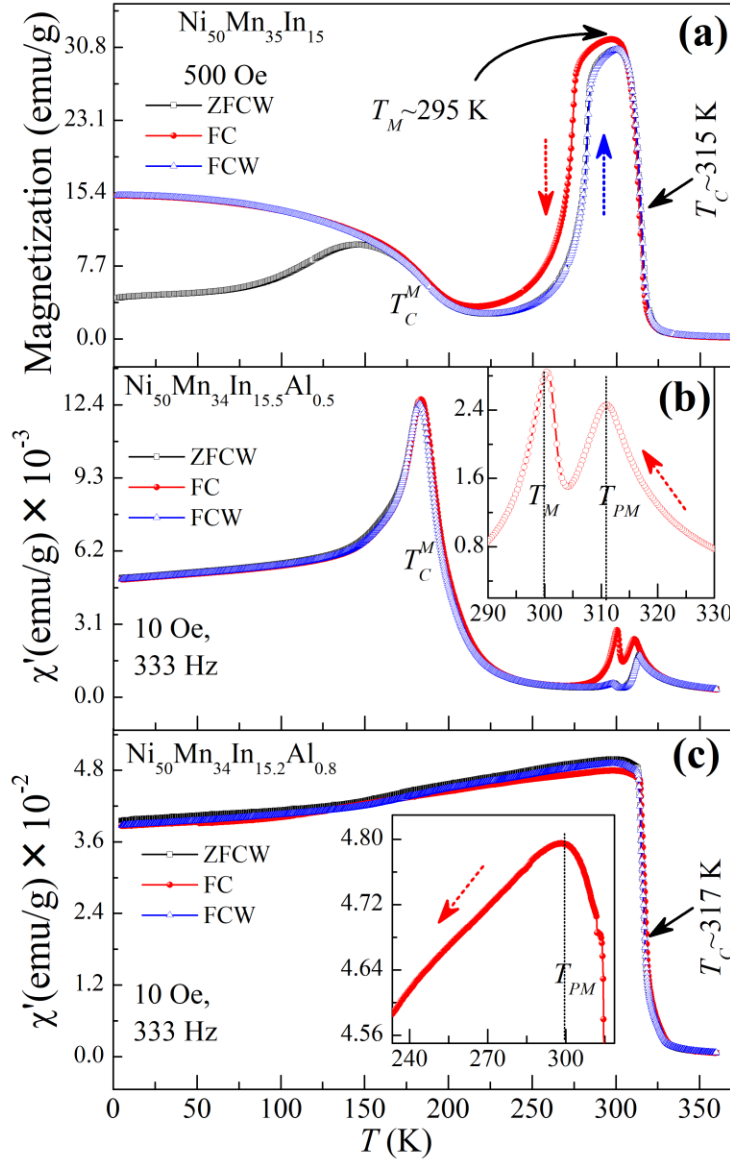 Ni50Mn35In15
(a)
500 Oe
ZFCW
FC
FCW
TM~295 K
TC~315 K
TCM
Magnetization (emu/g)
30.8
23.1
15.4
7.7
0.0
Ni50Mn34In15.5Al0.5
(b)
ZFCW
FC
FCW
TCM
10 Oe,
333 Hz
χ'(emu/g) × 10-3
12.4
9.3
6.2
3.1
0.0
2.4
1.6
0.8
TM
TPM
290 300 310 320 330
Ni50Mn34In15.2Al0.8
(c)
ZFCW
FC
FCW
10 Oe,
333 Hz
TC~317 K
χ'(emu/g) × 10-2
4.8
3.6
2.4
1.2
0.0
4.80
4.72
4.64
4.56
TPM
240 270 300
0 50 100 150 200 250 300 350
T (K)